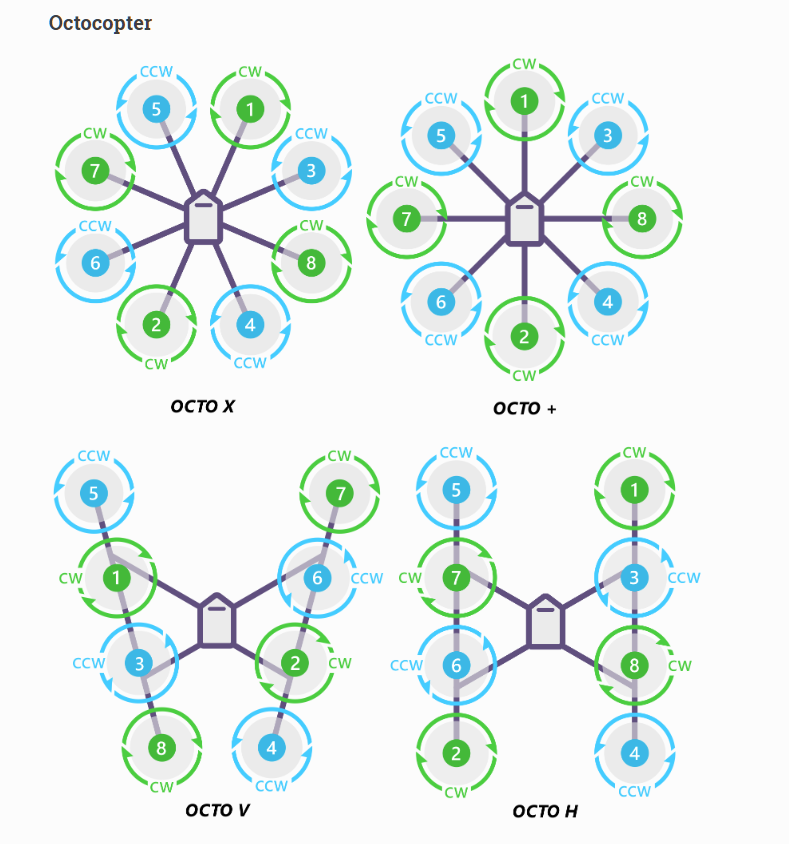 Octocopter
CCW CW
5 1
CW CCW
7 3
CCW CW
6 8
2 4
CW CCW
OCTO X
CW
1
CCW CCW
5 3
CW CW
7 8
6 4
CCW CCW
2
CW
OCTO +
CCW CW
5 7
CW 1 6 CCW
CCW 3 2 CW
8 4
CW CCW
OCTO V
CCW CW
5 1
CW 7 3 CCW
CCW 6 8 CW
2 4
CW CCW
OCTO H